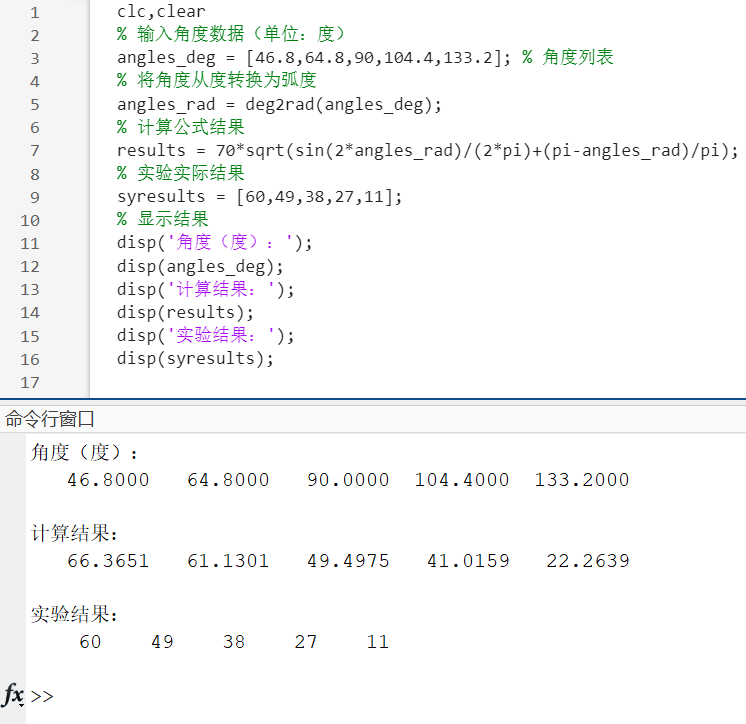 1 clc,clear
2 % 输入角度数据（单位：度）
3 angles_deg = [46.8,64.8,90,104.4,133.2]; % 角度列表
4 % 将角度从度转换为弧度
5 angles_rad = deg2rad(angles_deg);
6 % 计算公式结果
7 results = 70*sqrt(sin(2*angles_rad)/(2*pi)+(pi-angles_rad)/pi);
8 % 实验实际结果
9 syresults = [60,49,38,27,11];
10 % 显示结果
11 disp('角度（度）：');
12 disp(angles_deg);
13 disp('计算结果：');
14 disp(results);
15 disp('实验结果：');
16 disp(syresults);
17
命令行窗口
角度（度）：
46.8000 64.8000 90.0000 104.4000 133.2000
计算结果：
66.3651 61.1301 49.4975 41.0159 22.2639
实验结果：
60 49 38 27 11
fx >>